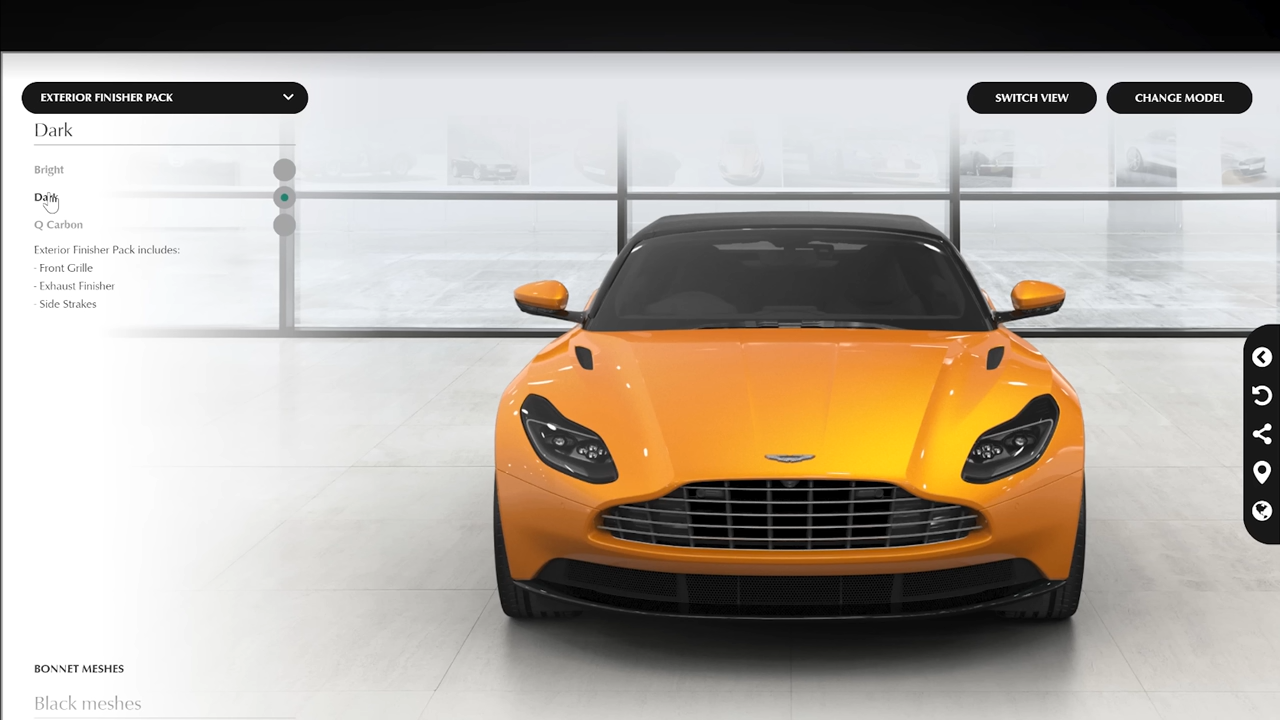 EXTERIOR FINISHER PACK
SWITCH VIEW
CHANGE MODEL
Dark
Bright
Dark
Q Carbon
Exterior Finisher Pack includes:
- Front Grille
- Exhaust Finisher
- Side Strakes
BONNET MESHES
Black meshes